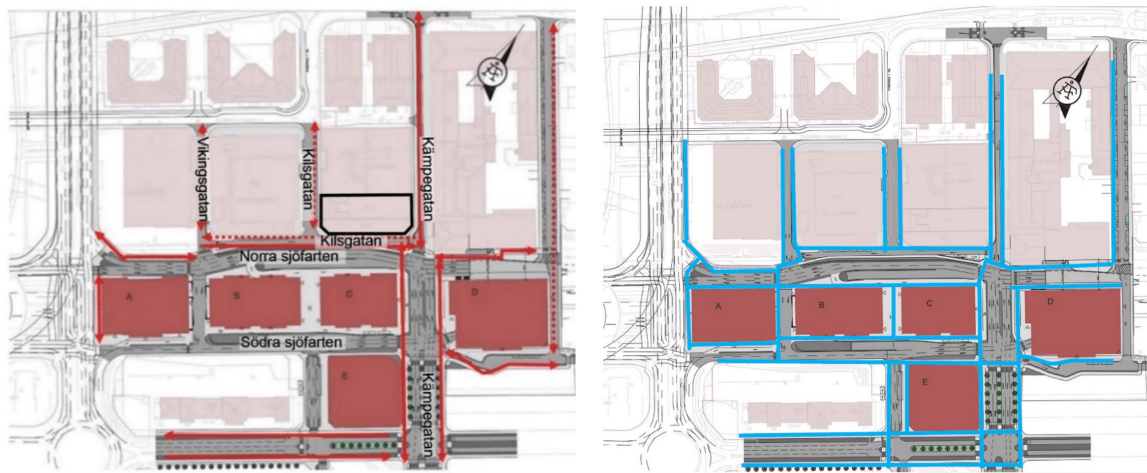 Vikingsgatan
Kilsgatan
Kämpegatan
Kilsgatan
Norra sjöfarten
A
B
C
D
Södra sjöfarten
E
Kämpegatan
A
B
C
D
E